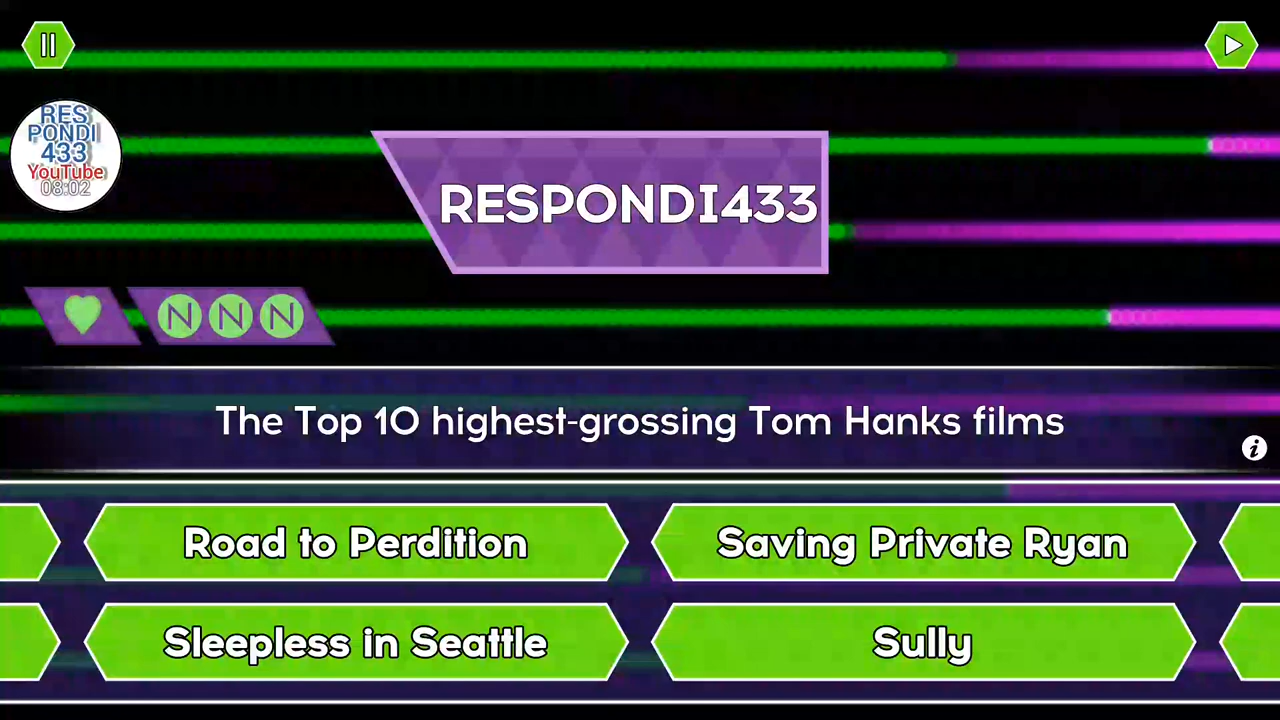 RES
PONDI
433
YouTube
08:02
RESPONDI433
N N N
The Top 10 highest-grossing Tom Hanks films
i
Road to Perdition
Saving Private Ryan
Sleepless in Seattle
Sully